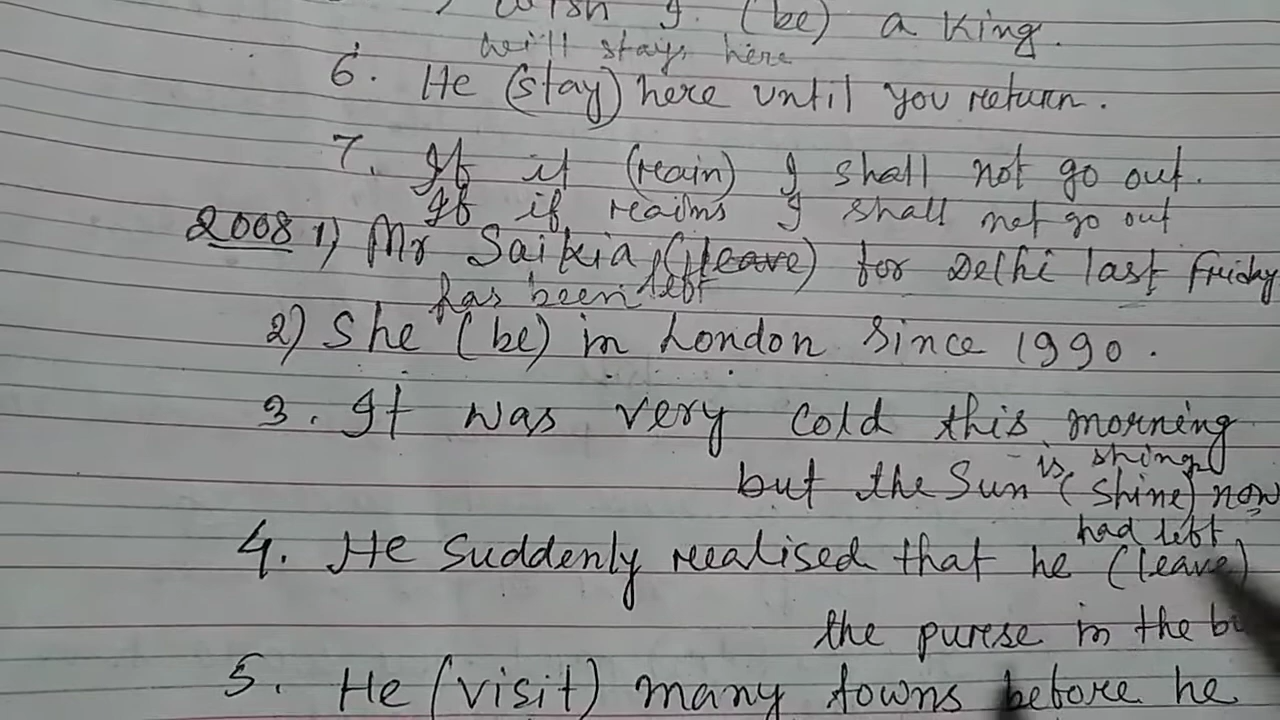 wish I (be) a King.
will stay here
6. He (stay) here until you return.
7. If it (rain) I shall not go out.
If if rains I shall not go out
2008 1) Mr Saikia (leave) for Delhi last Friday
has been left
2) She (be) in London Since 1990.
3. It was very cold this morning
is shing
but the Sun (shine) now
had left
4. He suddenly realised that he (leave)
the purse in the
5. He (visit) many towns before he